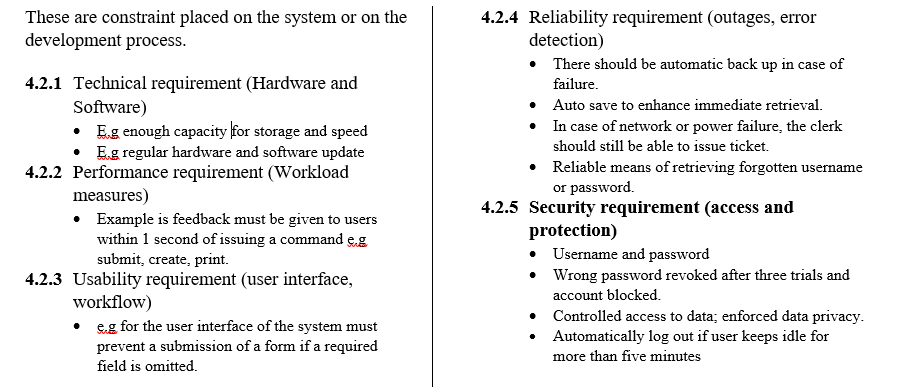 These are constraint placed on the system or on the
development process.
4.2.1 Technical requirement (Hardware and
Software)
• E.g enough capacity for storage and speed
• E.g regular hardware and software update
4.2.2 Performance requirement (Workload
measures)
• Example is feedback must be given to users
within 1 second of issuing a command e.g
submit, create, print.
4.2.3 Usability requirement (user interface,
workflow)
• e.g for the user interface of the system must
prevent a submission of a form if a required
field is omitted.
4.2.4 Reliability requirement (outages, error
detection)
• There should be automatic back up in case of
failure.
• Auto save to enhance immediate retrieval.
• In case of network or power failure, the clerk
should still be able to issue ticket.
• Reliable means of retrieving forgotten username
or password.
4.2.5 Security requirement (access and
protection)
• Username and password
• Wrong password revoked after three trials and
account blocked.
• Controlled access to data; enforced data privacy.
• Automatically log out if user keeps idle for
more than five minutes